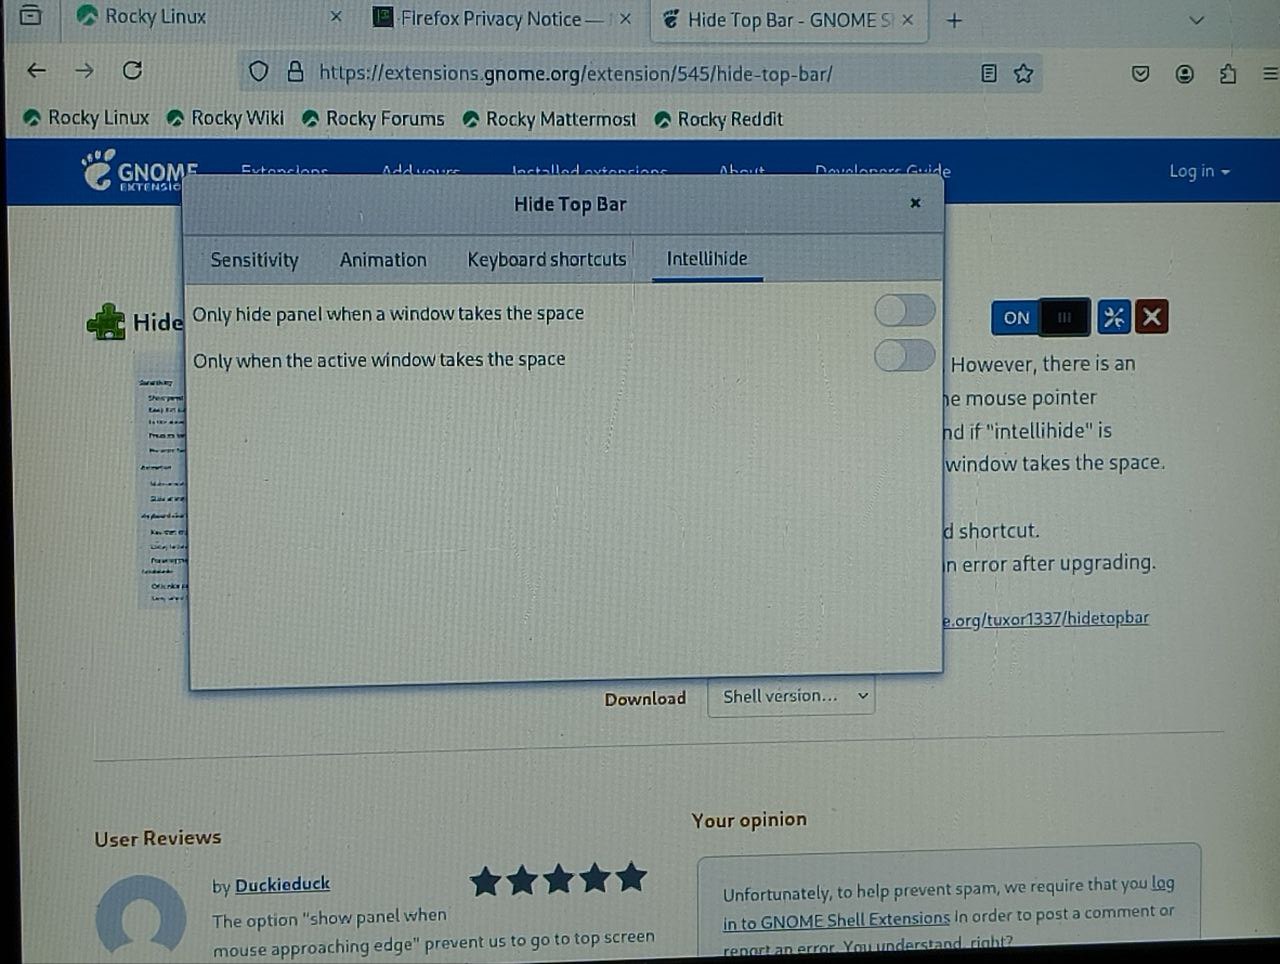 Rocky Linux
Firefox Privacy Notice —
Hide Top Bar - GNOME S
https://extensions.gnome.org/extension/545/hide-top-bar/
Rocky Linux
Rocky Wiki
Rocky Forums
Rocky Mattermost
Rocky Reddit
GNOME
EXTENSIO
Extensions
Add yours
Installed extensions
About
Developers Guide
Log in
Hide Top Bar
Sensitivity
Animation
Keyboard shortcuts
Intellihide
Only hide panel when a window takes the space
Only when the active window takes the space
Hide
ON
. However, there is an
he mouse pointer
nd if "intellihide" is
window takes the space.
d shortcut.
n error after upgrading.
e.org/tuxor1337/hidetopbar
Sensitivity
Animation
Download
Shell version...
User Reviews
by Duckieduck
The option "show panel when
mouse approaching edge" prevent us to go to top screen
Your opinion
Unfortunately, to help prevent spam, we require that you log
in to GNOME Shell Extensions in order to post a comment or
report an error. You understand, right?